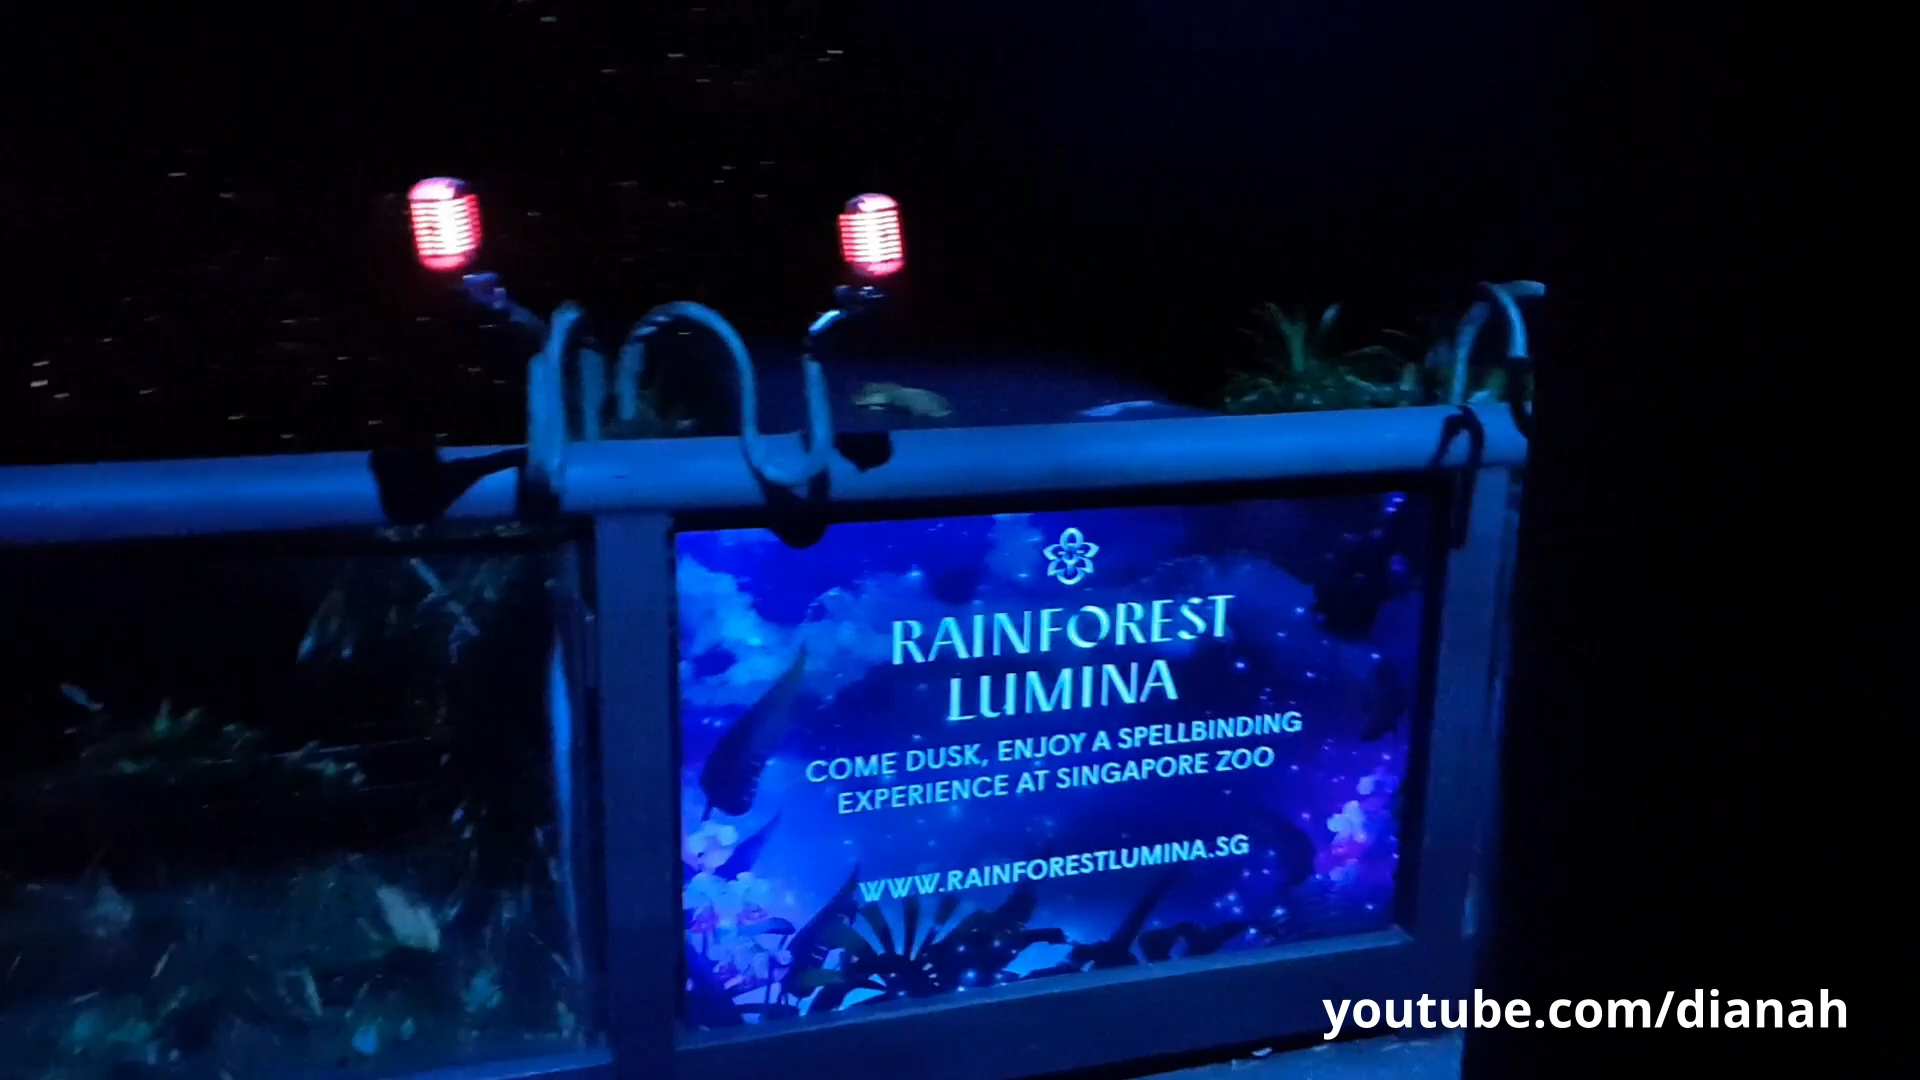 RAINFOREST
LUMINA
COME DUSK, ENJOY A SPELLBINDING
EXPERIENCE AT SINGAPORE ZOO
WWW.RAINFORESTLUMINA.SG
youtube.com/dianah